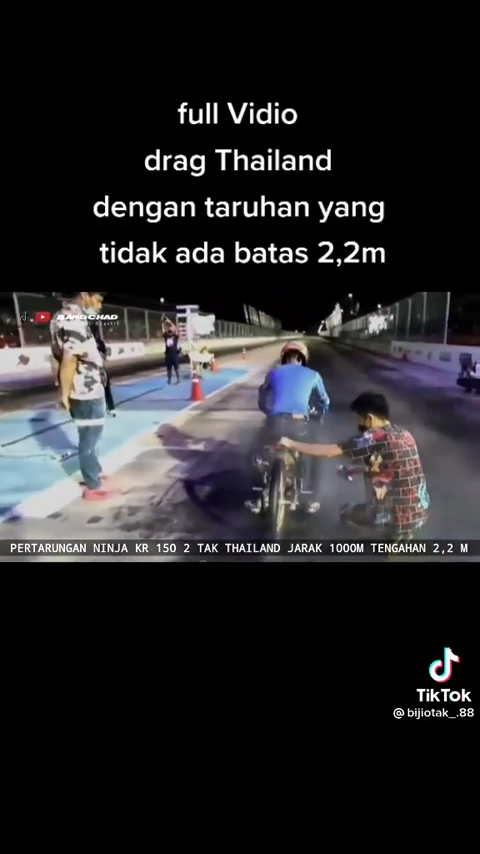 full Vidio
drag Thailand
dengan taruhan yang
tidak ada batas 2,2m
BANGCHAD
PERTARUNGAN NINJA KR 150 2 TAK THAILAND JARAK 1000M TENGAHAN 2,2 M
TikTok
@ bijiotak_.88